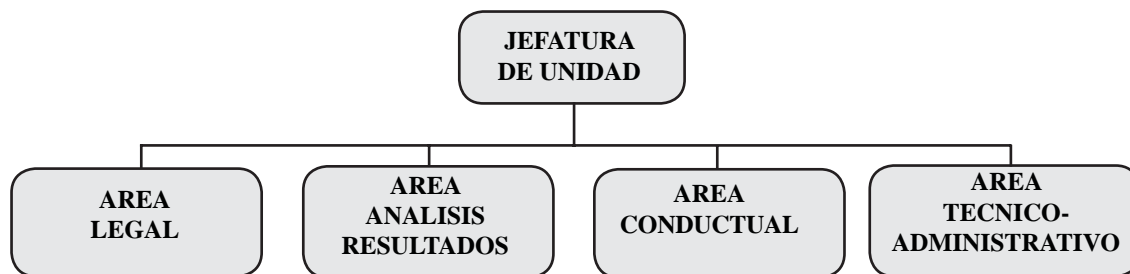 JEFATURA
DE UNIDAD
AREA
LEGAL
AREA
ANALISIS
RESULTADOS
AREA
CONDUCTUAL
AREA
TECNICO-
ADMINISTRATIVO